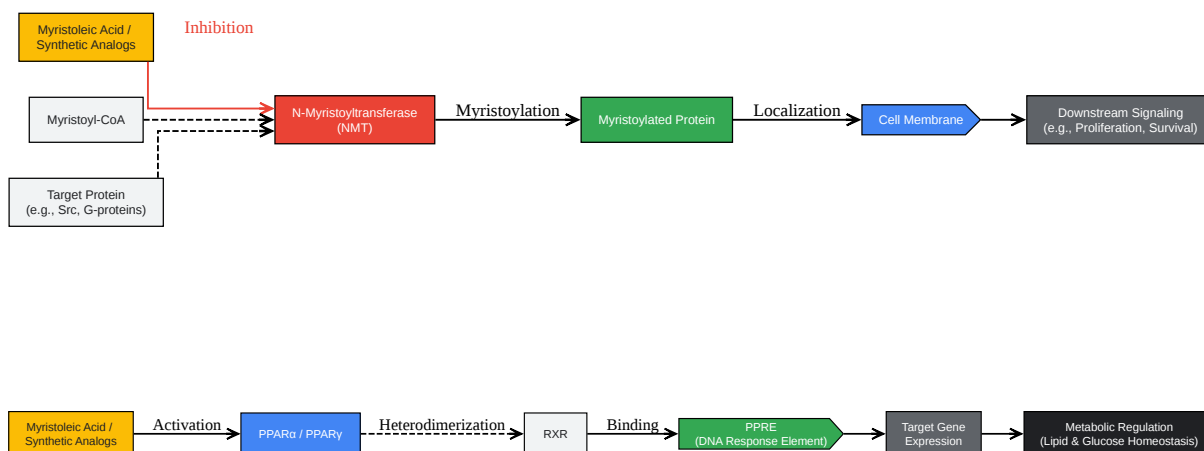 Myristoleic Acid /
Synthetic Analogs
Inhibition
Myristoyl-CoA
Target Protein
(e.g., Src, G-proteins)
N-Myristoyltransferase
(NMT)
Myristoylation
Myristoylated Protein
Localization
Cell Membrane
Downstream Signaling
(e.g., Proliferation, Survival)
Myristoleic Acid /
Synthetic Analogs
Activation
PPARα / PPARγ
Heterodimerization
RXR
Binding
PPRE
(DNA Response Element)
Target Gene
Expression
Metabolic Regulation
(Lipid & Glucose Homeostasis)